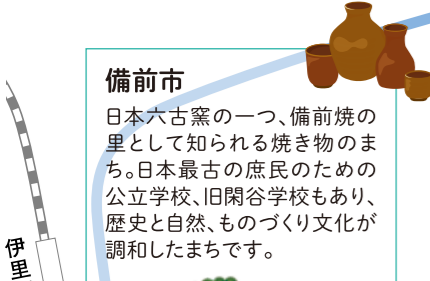 備前市
日本六古窯の一つ、備前焼の
里として知られる焼き物のま
ち。日本最古の庶民のための
公立学校、旧閑谷学校もあり、
歴史と自然、ものづくり文化が
調和したまちです。
伊里